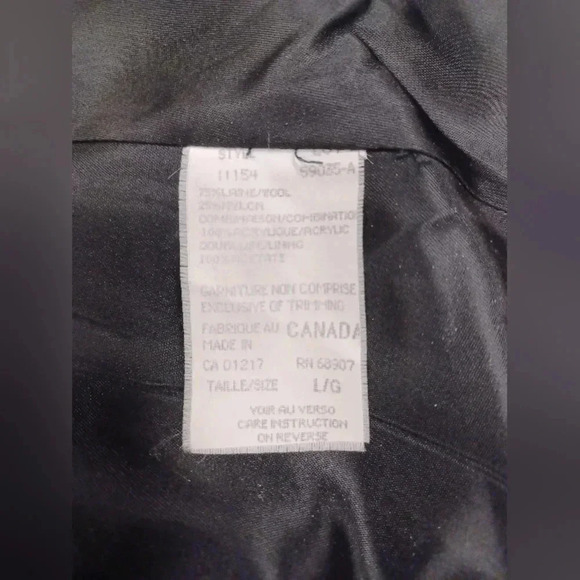 STYLE LOT
11154 69035-A
75% LAINE/WOOL
25% NYLON
COMBINAISON/COMBINATIO
100% ACRYLIQUE/ACRYLIC
DOUBLURE/LINING
100% ACETATE
GARNITURE NON COMPRISE
EXCLUSIVE OF TRIMMING
FABRIQUE AU CANADA
MADE IN
CA 01217 RN 68907
TAILLE/SIZE L/G
VOIR AU VERSO
CARE INSTRUCTION
ON REVERSE